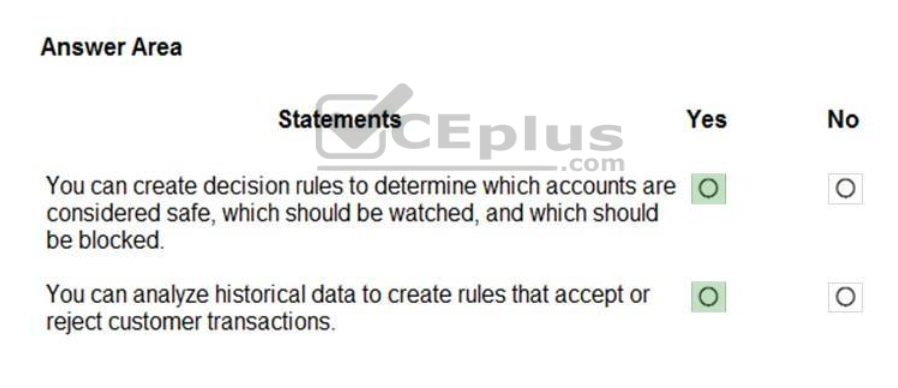 Answer Area
Statements Yes No
CEplus
.com
You can create decision rules to determine which accounts are
considered safe, which should be watched, and which should
be blocked.
You can analyze historical data to create rules that accept or
reject customer transactions.